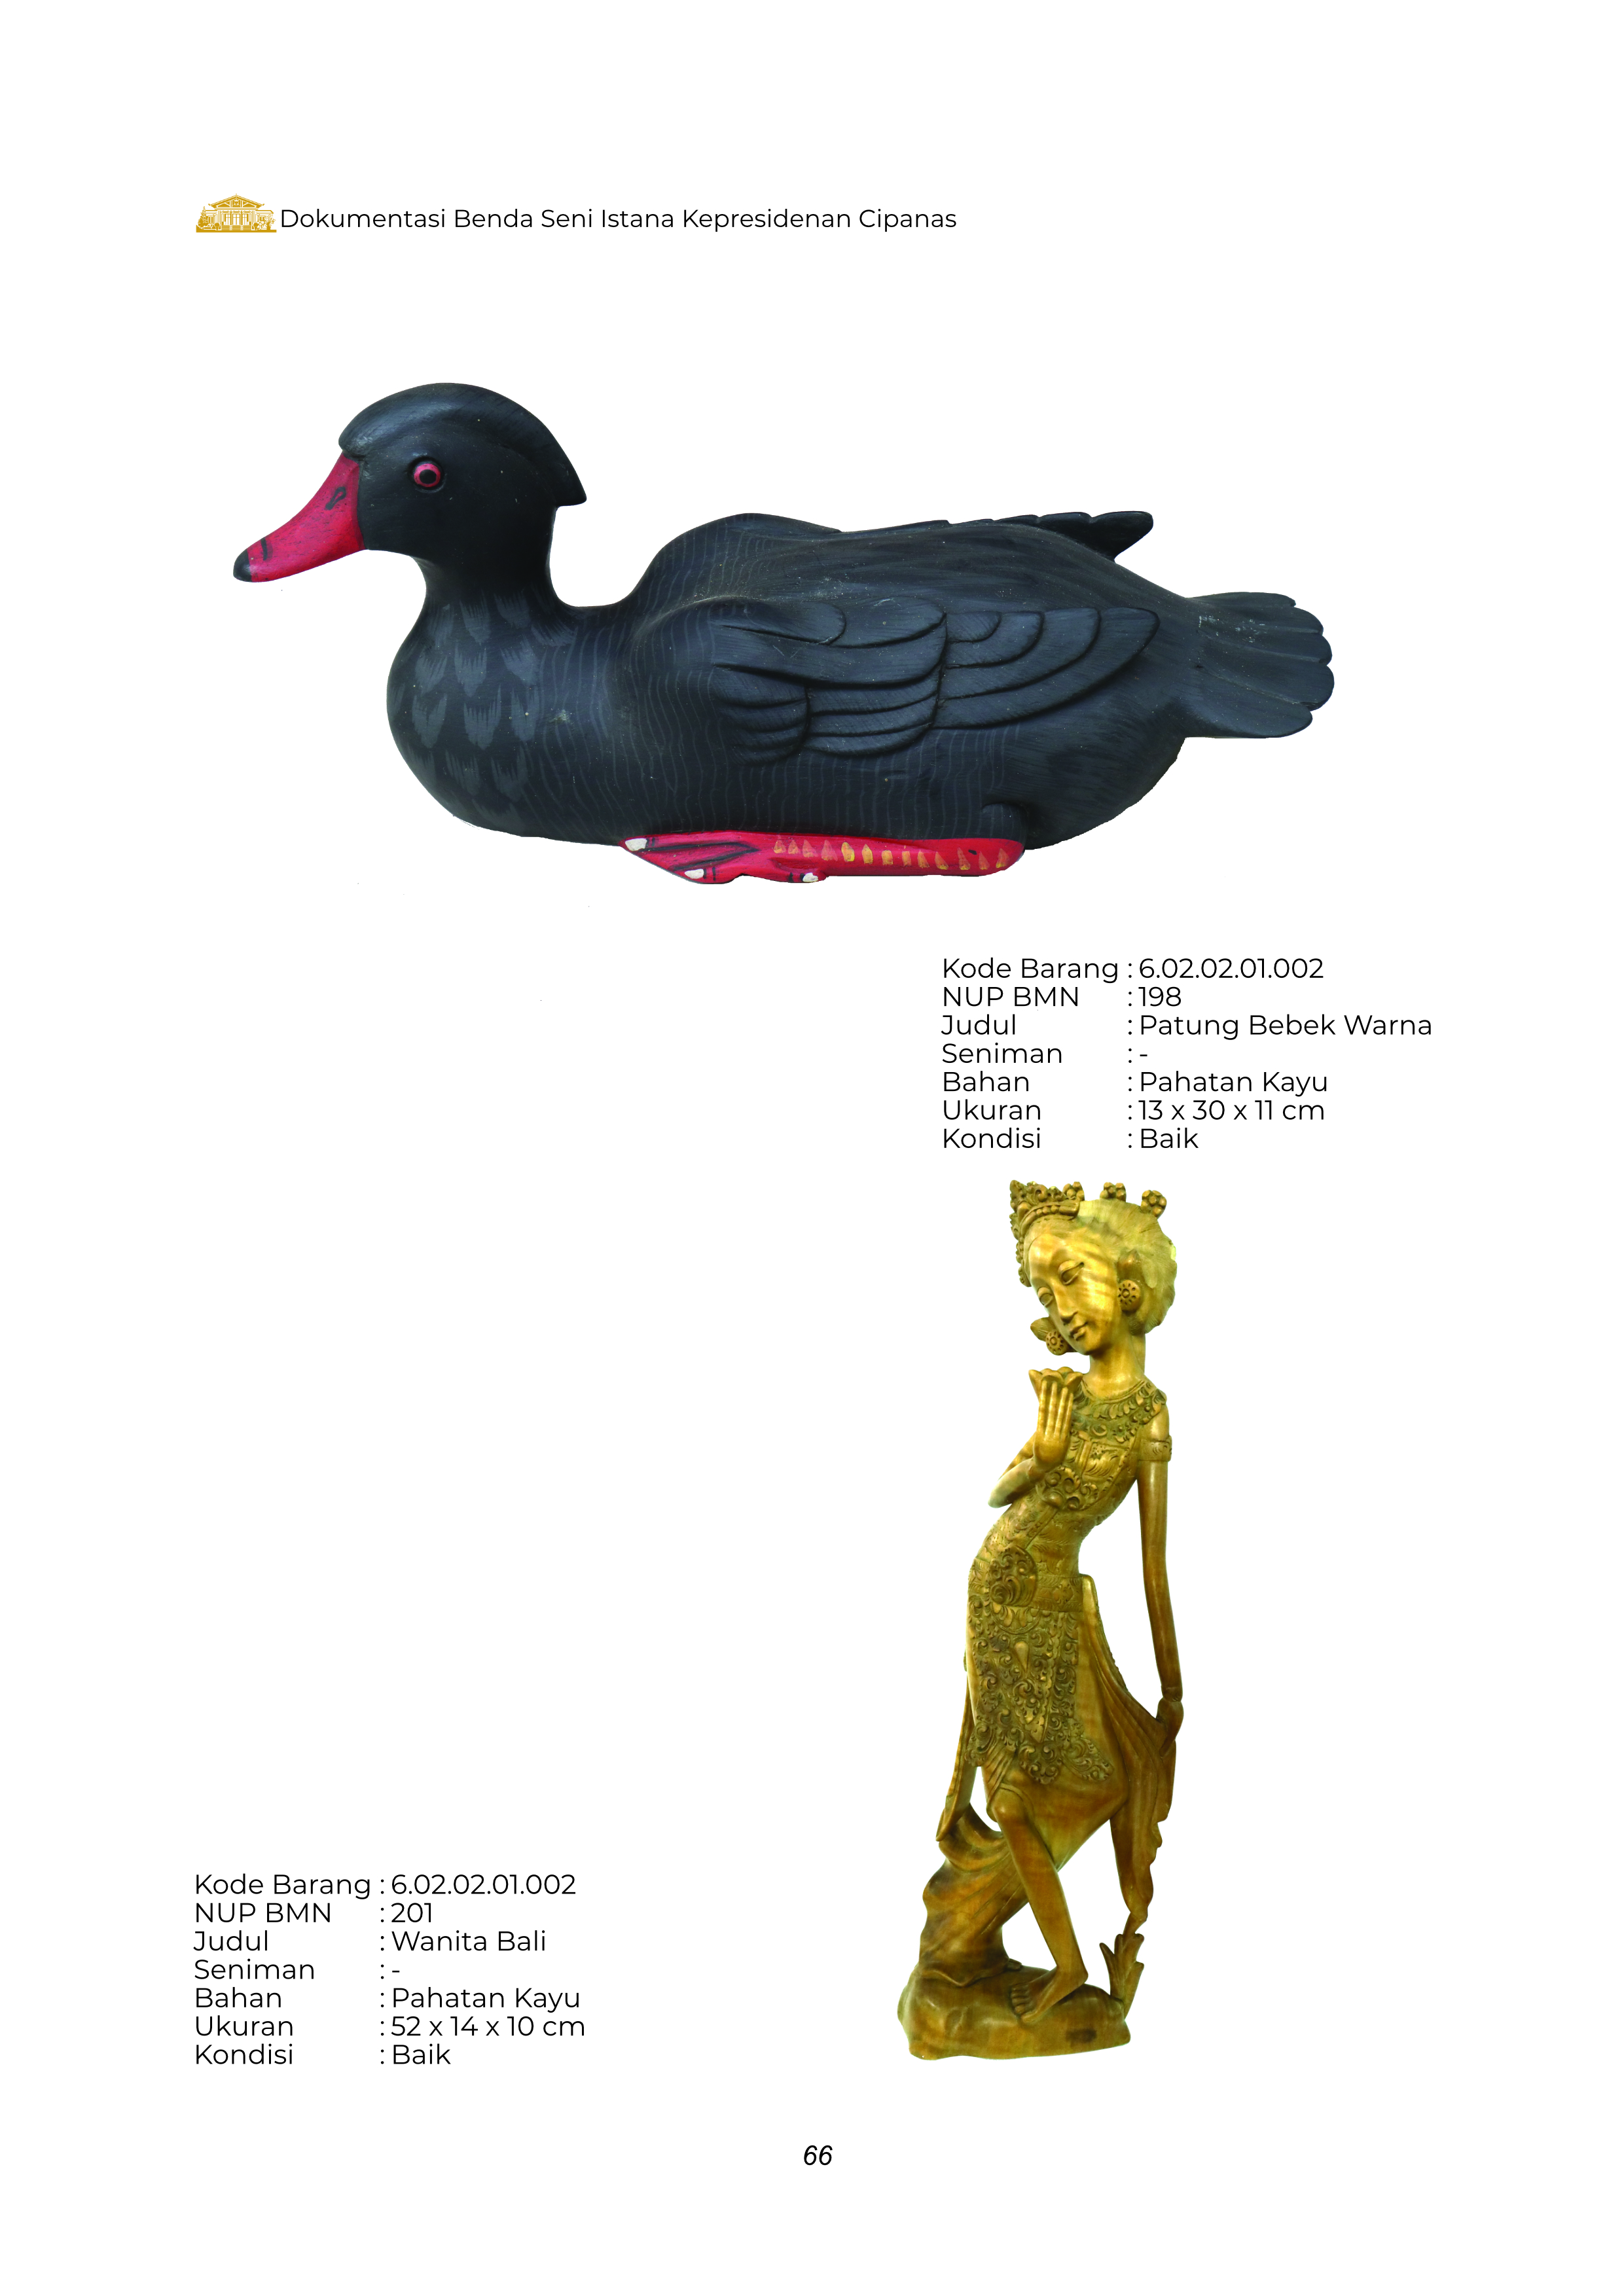 Dokumentasi Benda Seni Istana Kepresidenan Cipanas
Kode Barang : 6.02.02.01.002
NUP BMN : 198
Judul : Patung Bebek Warna
Seniman : -
Bahan : Pahatan Kayu
Ukuran : 13 x 30 x 11 cm
Kondisi : Baik
Kode Barang : 6.02.02.01.002
NUP BMN : 201
Judul : Wanita Bali
Seniman : -
Bahan : Pahatan Kayu
Ukuran : 52 x 14 x 10 cm
Kondisi : Baik
66